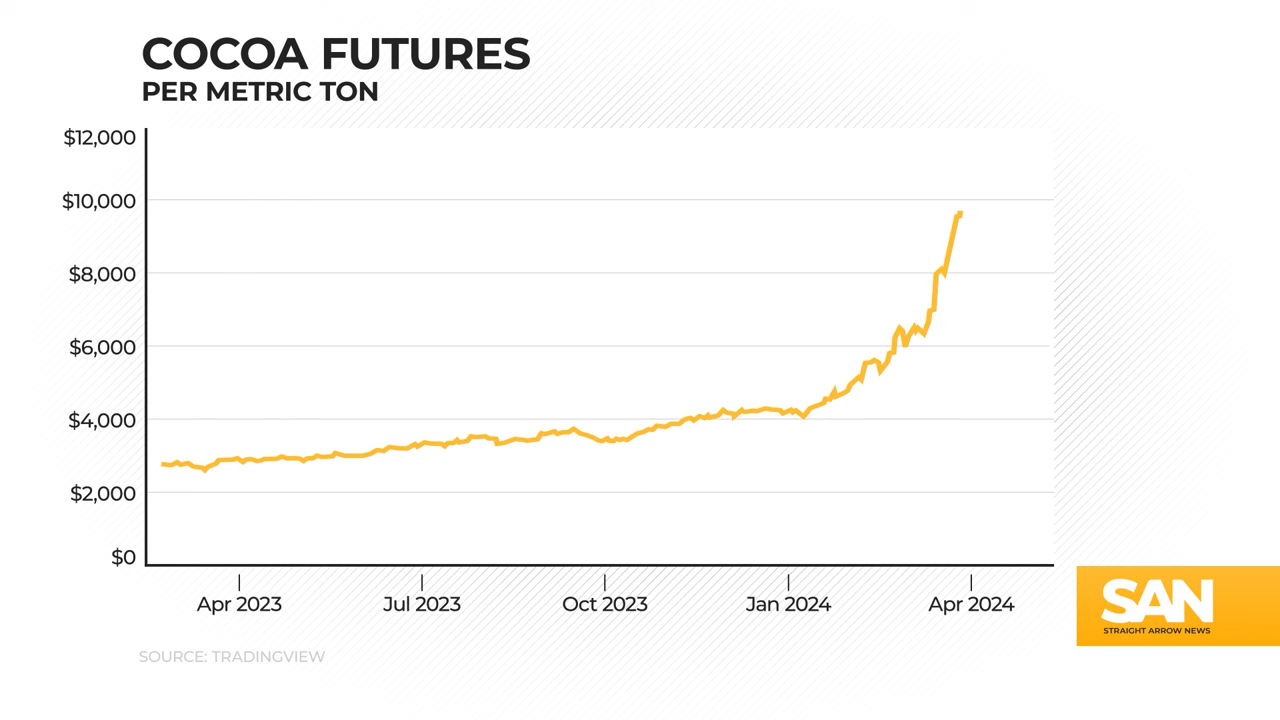 COCOA FUTURES
PER METRIC TON
$12,000
$10,000
$8,000
$6,000
$4,000
$2,000
$0
Apr 2023
Jul 2023
Oct 2023
Jan 2024
Apr 2024
SAN
STRAIGHT ARROW NEWS
SOURCE: TRADINGVIEW